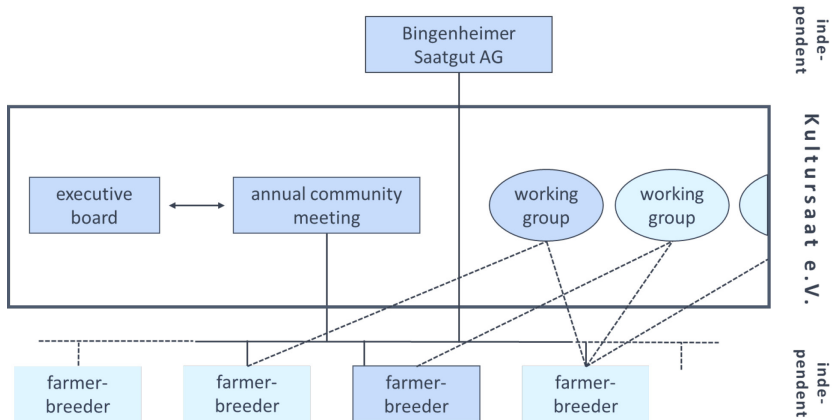 Bingenheimer
Saatgut AG
inde-
pendent
executive
board
annual community
meeting
working
group
working
group
Kultursaat e.V.
farmer-
breeder
farmer-
breeder
farmer-
breeder
farmer-
breeder
inde-
pendent